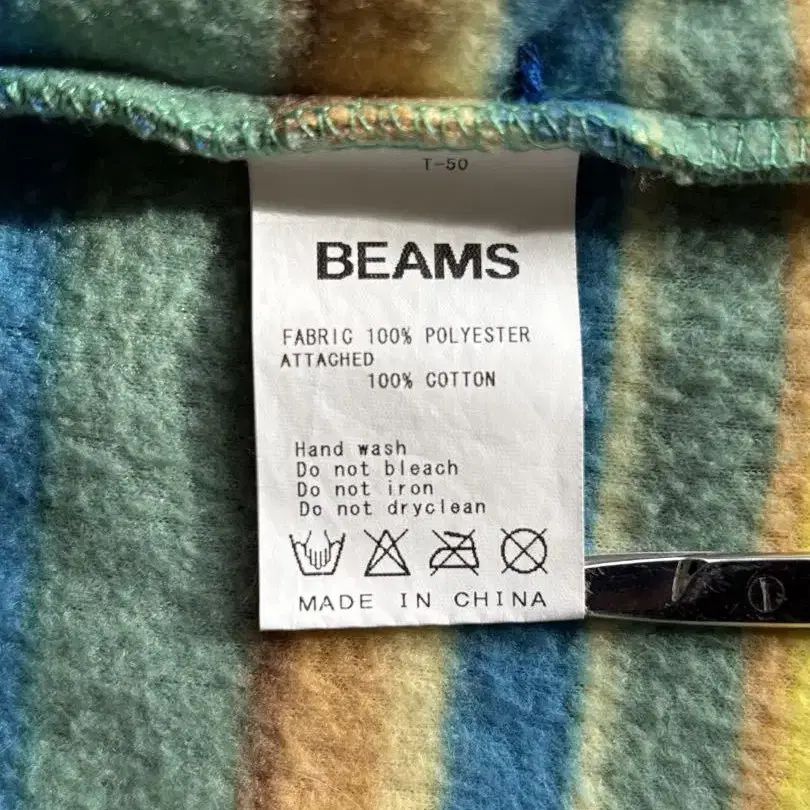 T-50
BEAMS
FABRIC 100% POLYESTER
ATTACHED
100% COTTON
Hand wash
Do not bleach
Do not iron
Do not dryclean
MADE IN CHINA